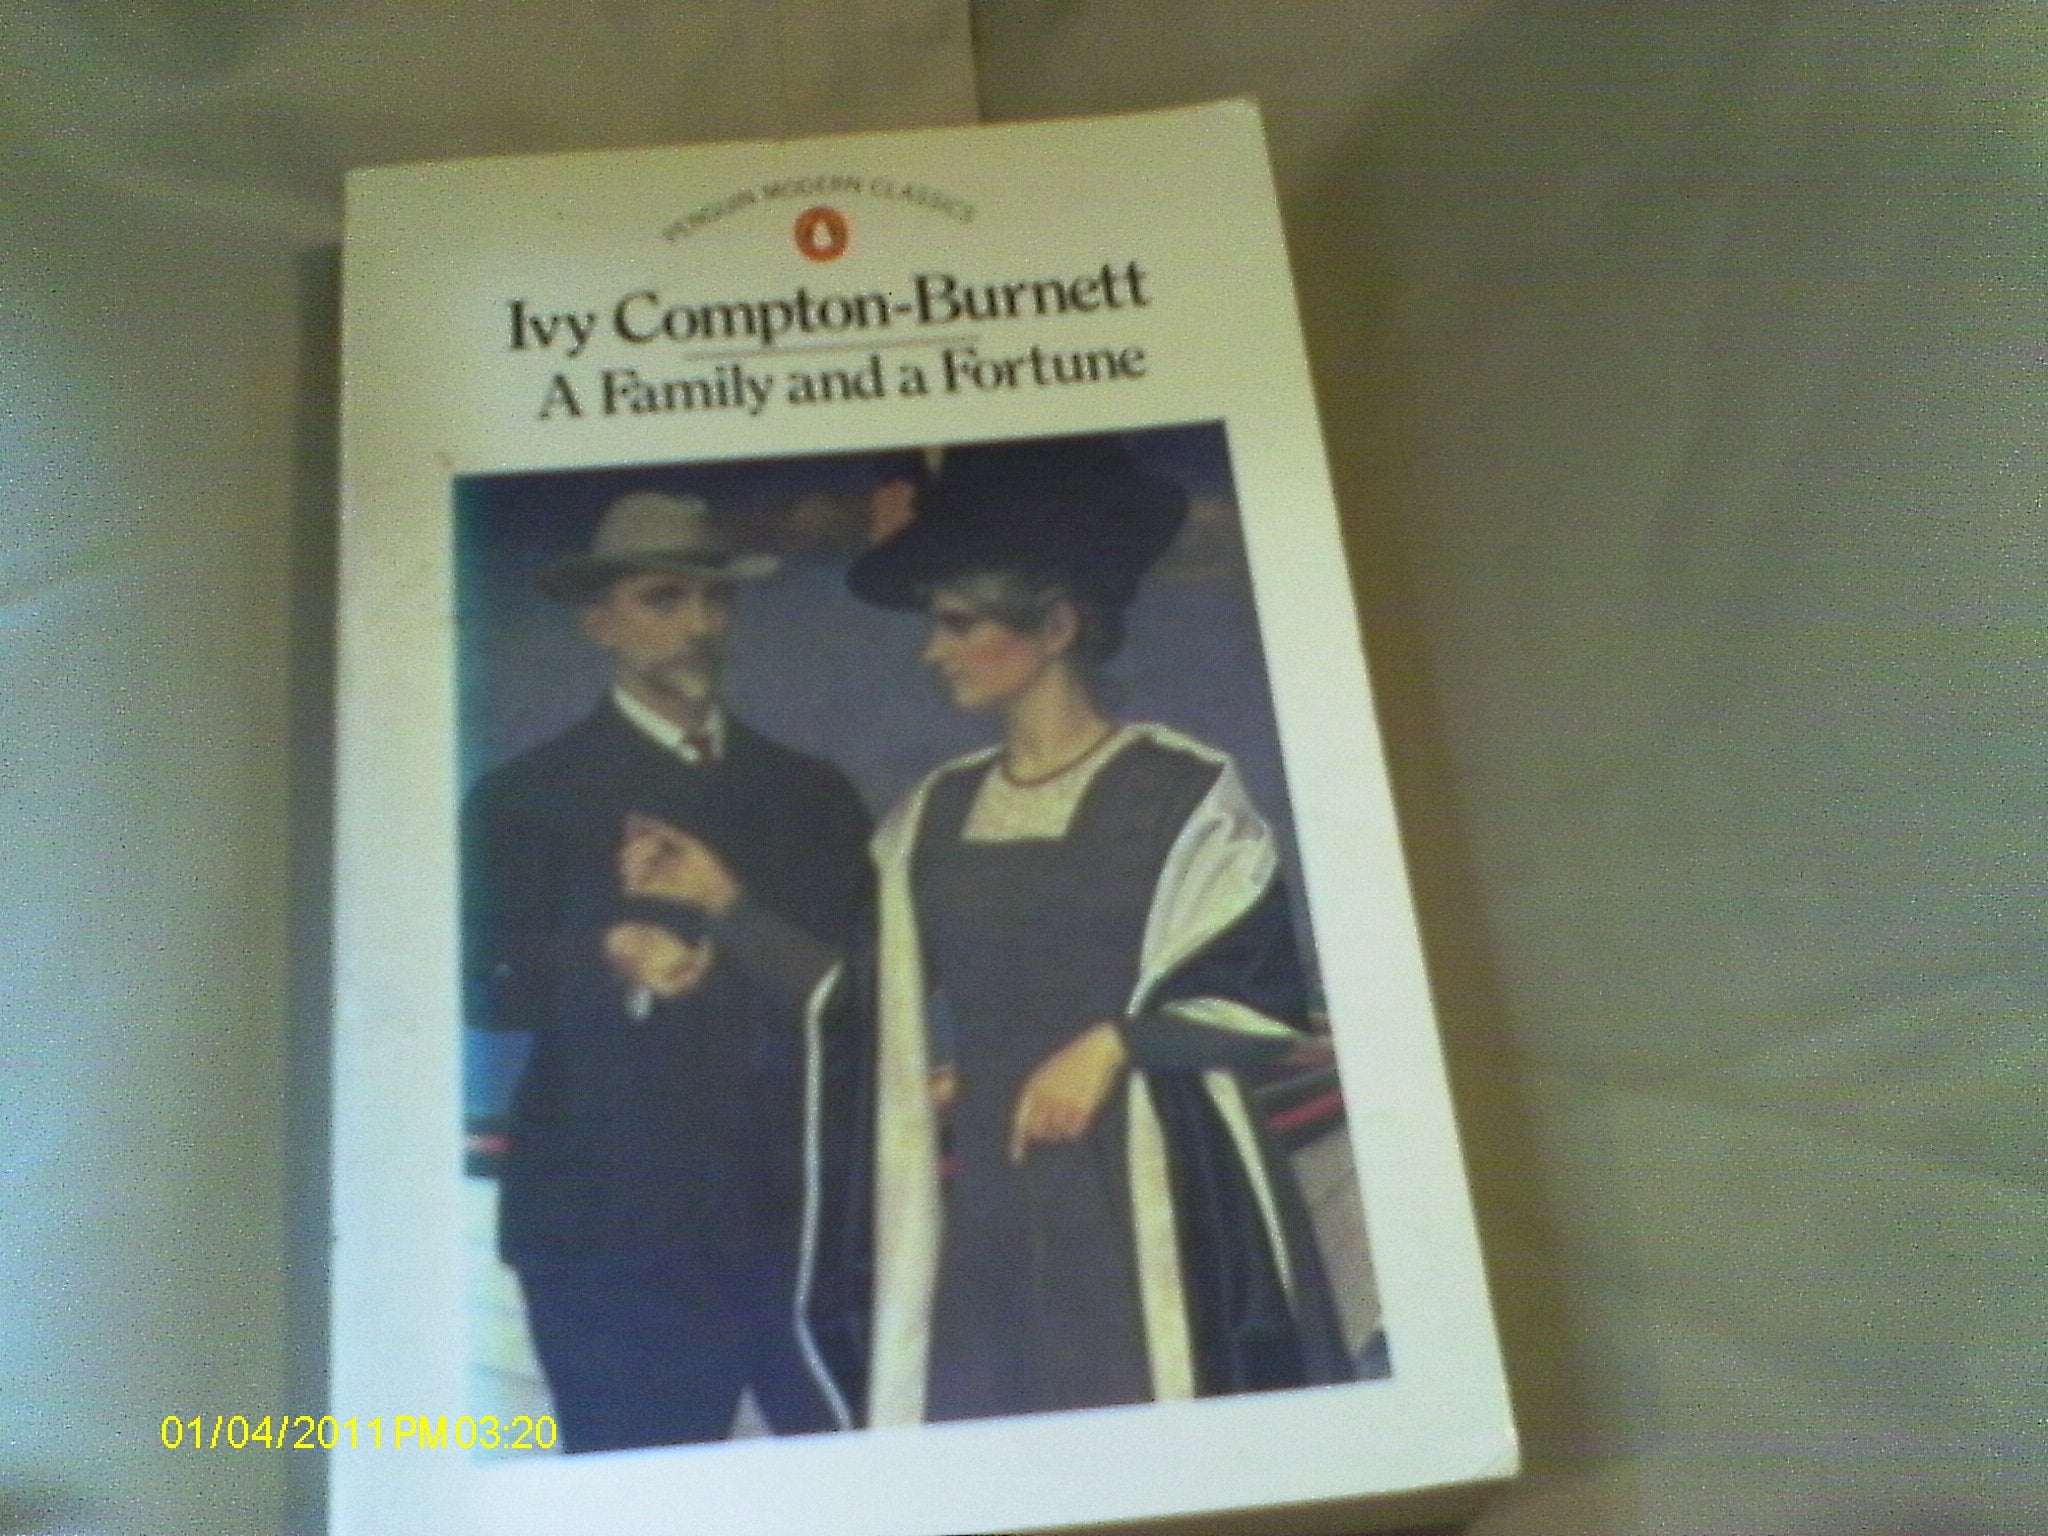 PENGUIN MODERN CLASSICS
Ivy Compton-Burnett
A Family and a Fortune
01/04/2011 PM 03:20